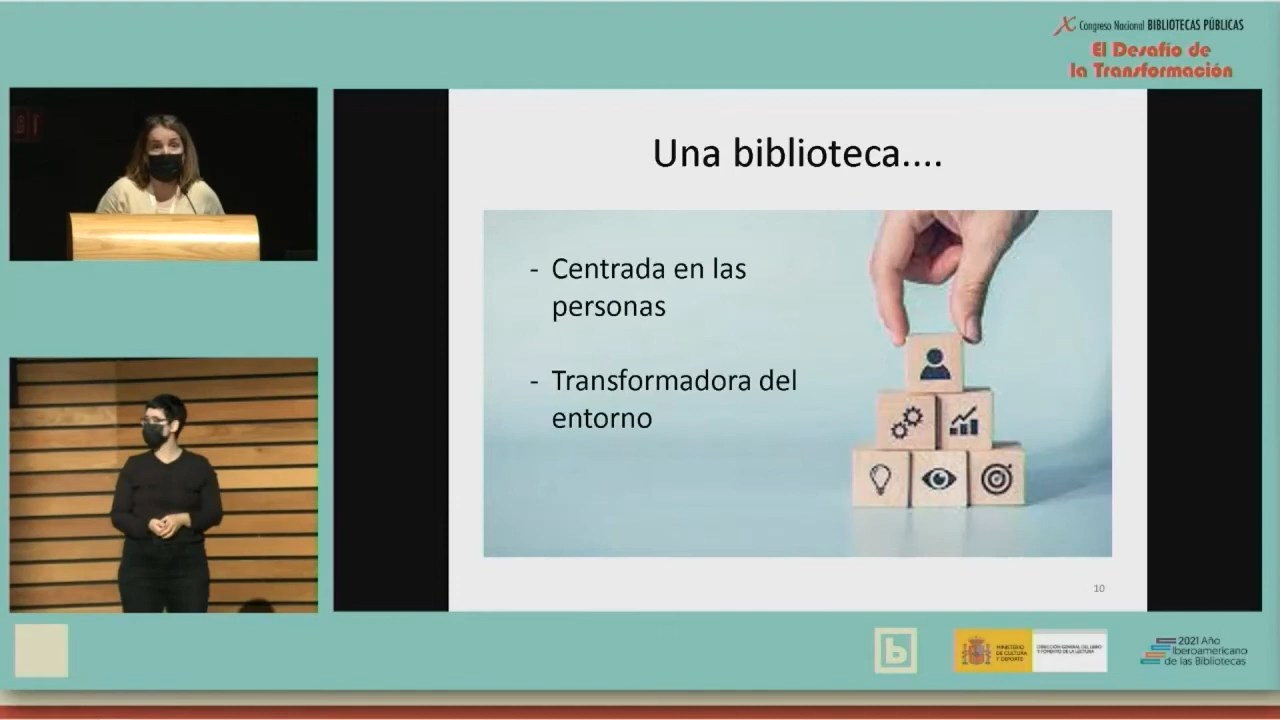 X Congreso Nacional BIBLIOTECAS PÚBLICAS
El Desafío de
la Transformación
Una biblioteca....
- Centrada en las
personas
- Transformadora del
entorno
10
b
MINISTERIO
DE CULTURA
Y DEPORTE
DIRECCIÓN GENERAL DEL LIBRO
Y FOMENTO DE LA LECTURA
2021 Año
Iberoamericano
de las Bibliotecas